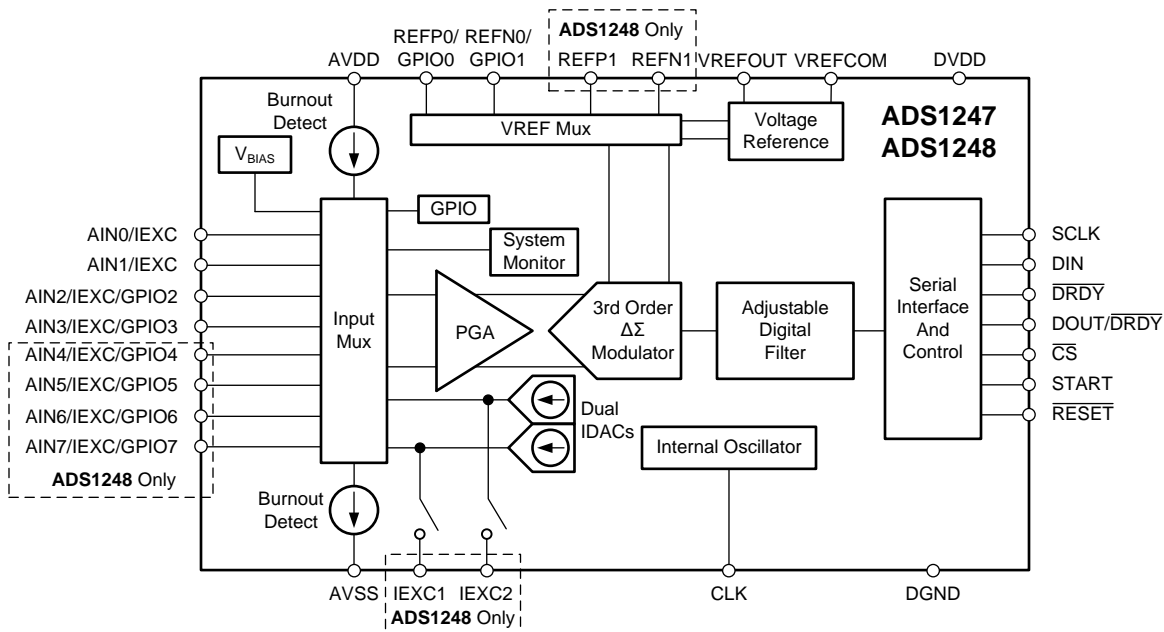 ADS1248 Only
REFP0/
GPIO0
REFN0/
GPIO1
REFP1
REFN1
AVDD
VREFOUT
VREFCOM
DVDD
Burnout
Detect
VREF Mux
Voltage
Reference
ADS1247
ADS1248
VBIAS
GPIO
System
Monitor
AIN0/IEXC
AIN1/IEXC
AIN2/IEXC/GPIO2
AIN3/IEXC/GPIO3
AIN4/IEXC/GPIO4
AIN5/IEXC/GPIO5
AIN6/IEXC/GPIO6
AIN7/IEXC/GPIO7
ADS1248 Only
Input
Mux
PGA
3rd Order
ΔΣ
Modulator
Adjustable
Digital
Filter
Serial
Interface
And
Control
SCLK
DIN
DRDY
DOUT/DRDY
CS
START
RESET
Dual
IDACs
Internal Oscillator
Burnout
Detect
AVSS
IEXC1
IEXC2
ADS1248 Only
CLK
DGND